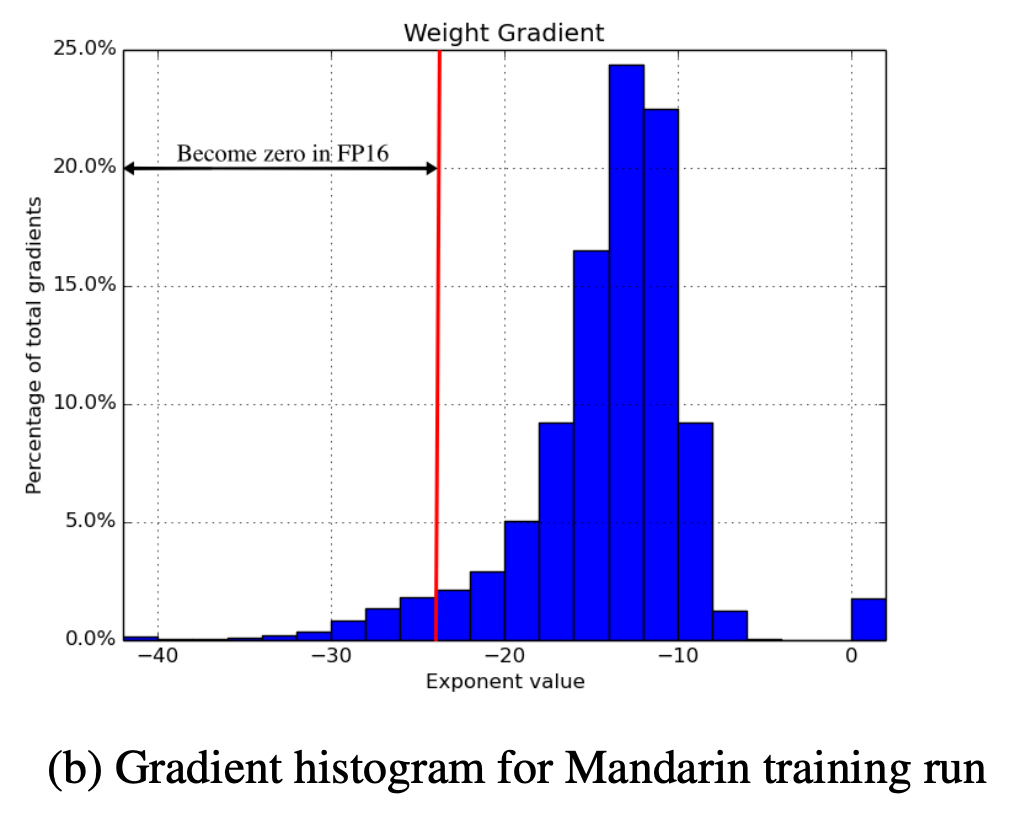 Weight Gradient
25.0%
Become zero in FP16
20.0%
15.0%
10.0%
5.0%
0.0%
Percentage of total gradients
−40 −30 −20 −10 0
Exponent value
(b) Gradient histogram for Mandarin training run